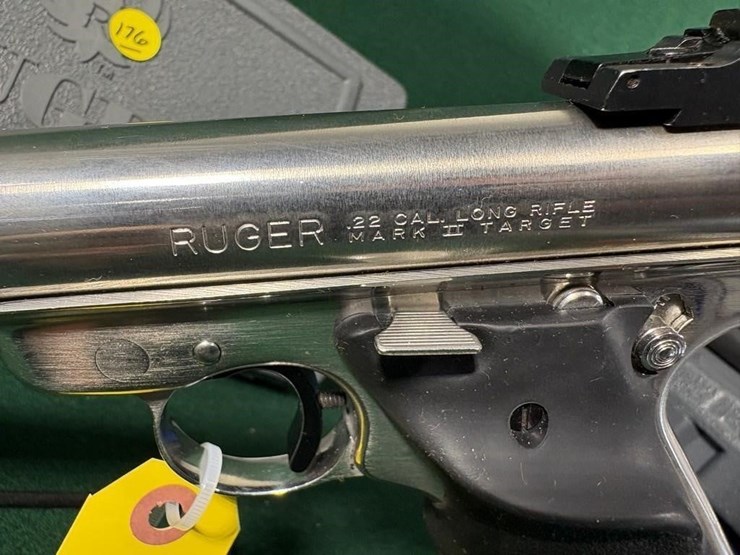 176
RUGER
.22 CAL. LONG RIFLE
MARK II TARGET